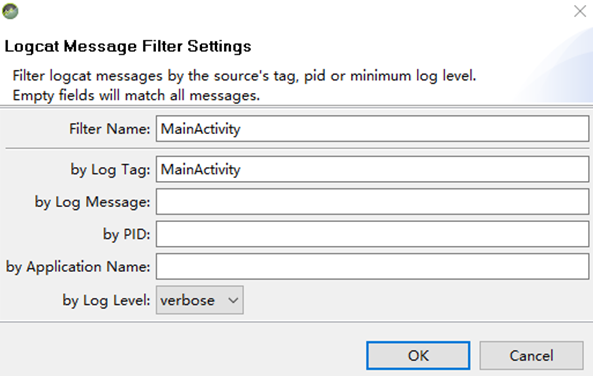 Logcat Message Filter Settings
Filter logcat messages by the source's tag, pid or minimum log level.
Empty fields will match all messages.
Filter Name: MainActivity
by Log Tag: MainActivity
by Log Message:
by PID:
by Application Name:
by Log Level: verbose
OK Cancel